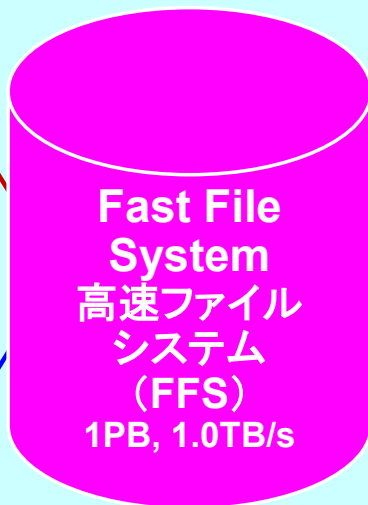 Fast File
System
高速ファイル
システム
（FFS）
1PB, 1.0TB/s